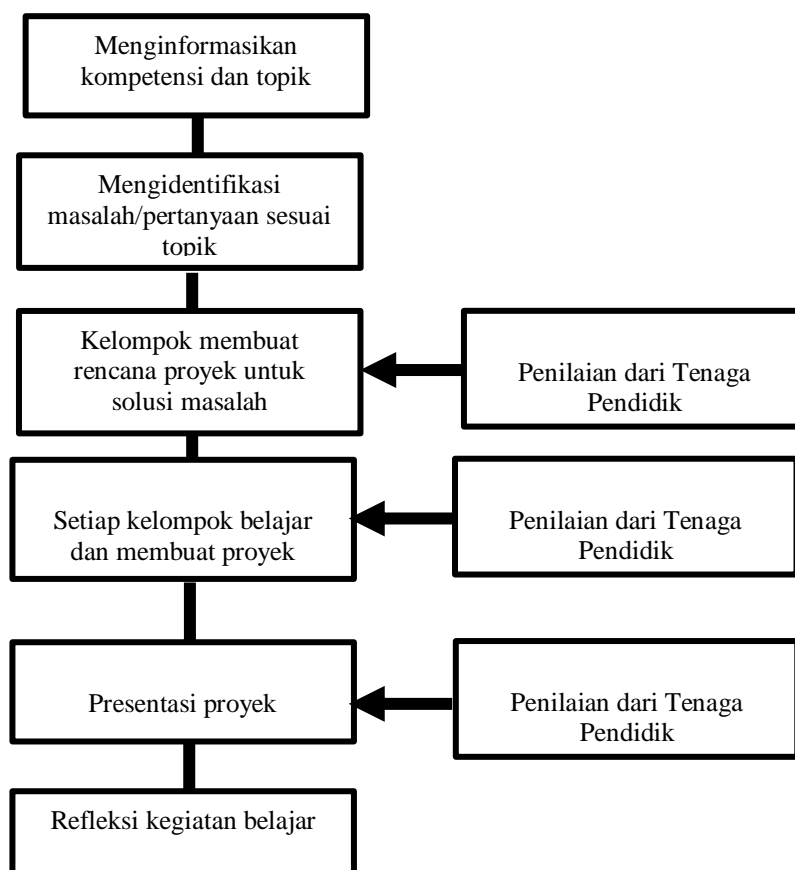 Menginformasikan
kompetensi dan topik
Mengidentifikasi
masalah/pertanyaan sesuai
topik
Kelompok membuat
rencana proyek untuk
solusi masalah
Penilaian dari Tenaga
Pendidik
Setiap kelompok belajar
dan membuat proyek
Penilaian dari Tenaga
Pendidik
Presentasi proyek
Penilaian dari Tenaga
Pendidik
Refleksi kegiatan belajar